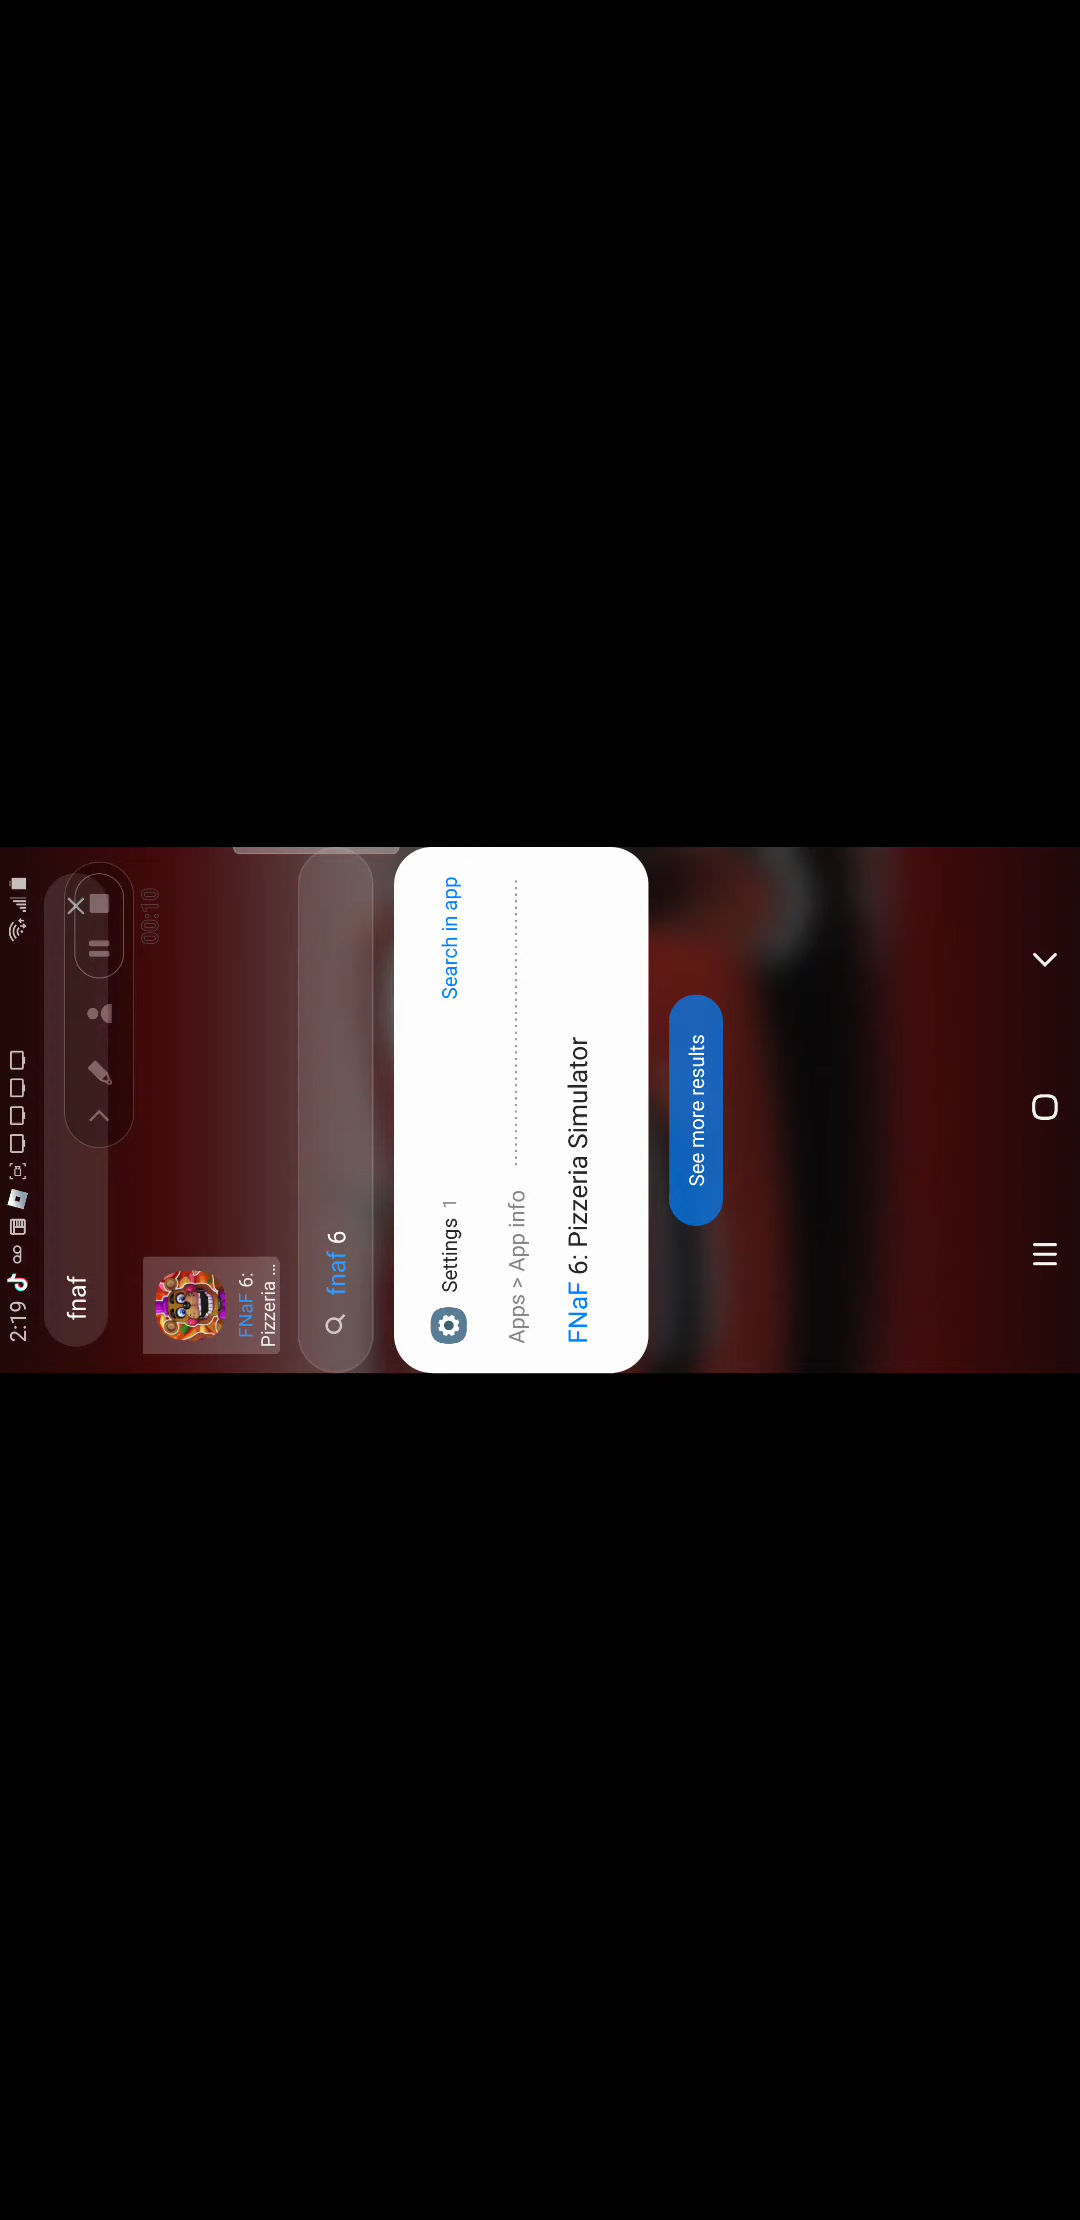 2:19
fnaf
00:10
FNaF 6:
Pizzeria ...
fnaf 6
Settings 1
Search in app
Apps > App info
FNaF 6: Pizzeria Simulator
See more results